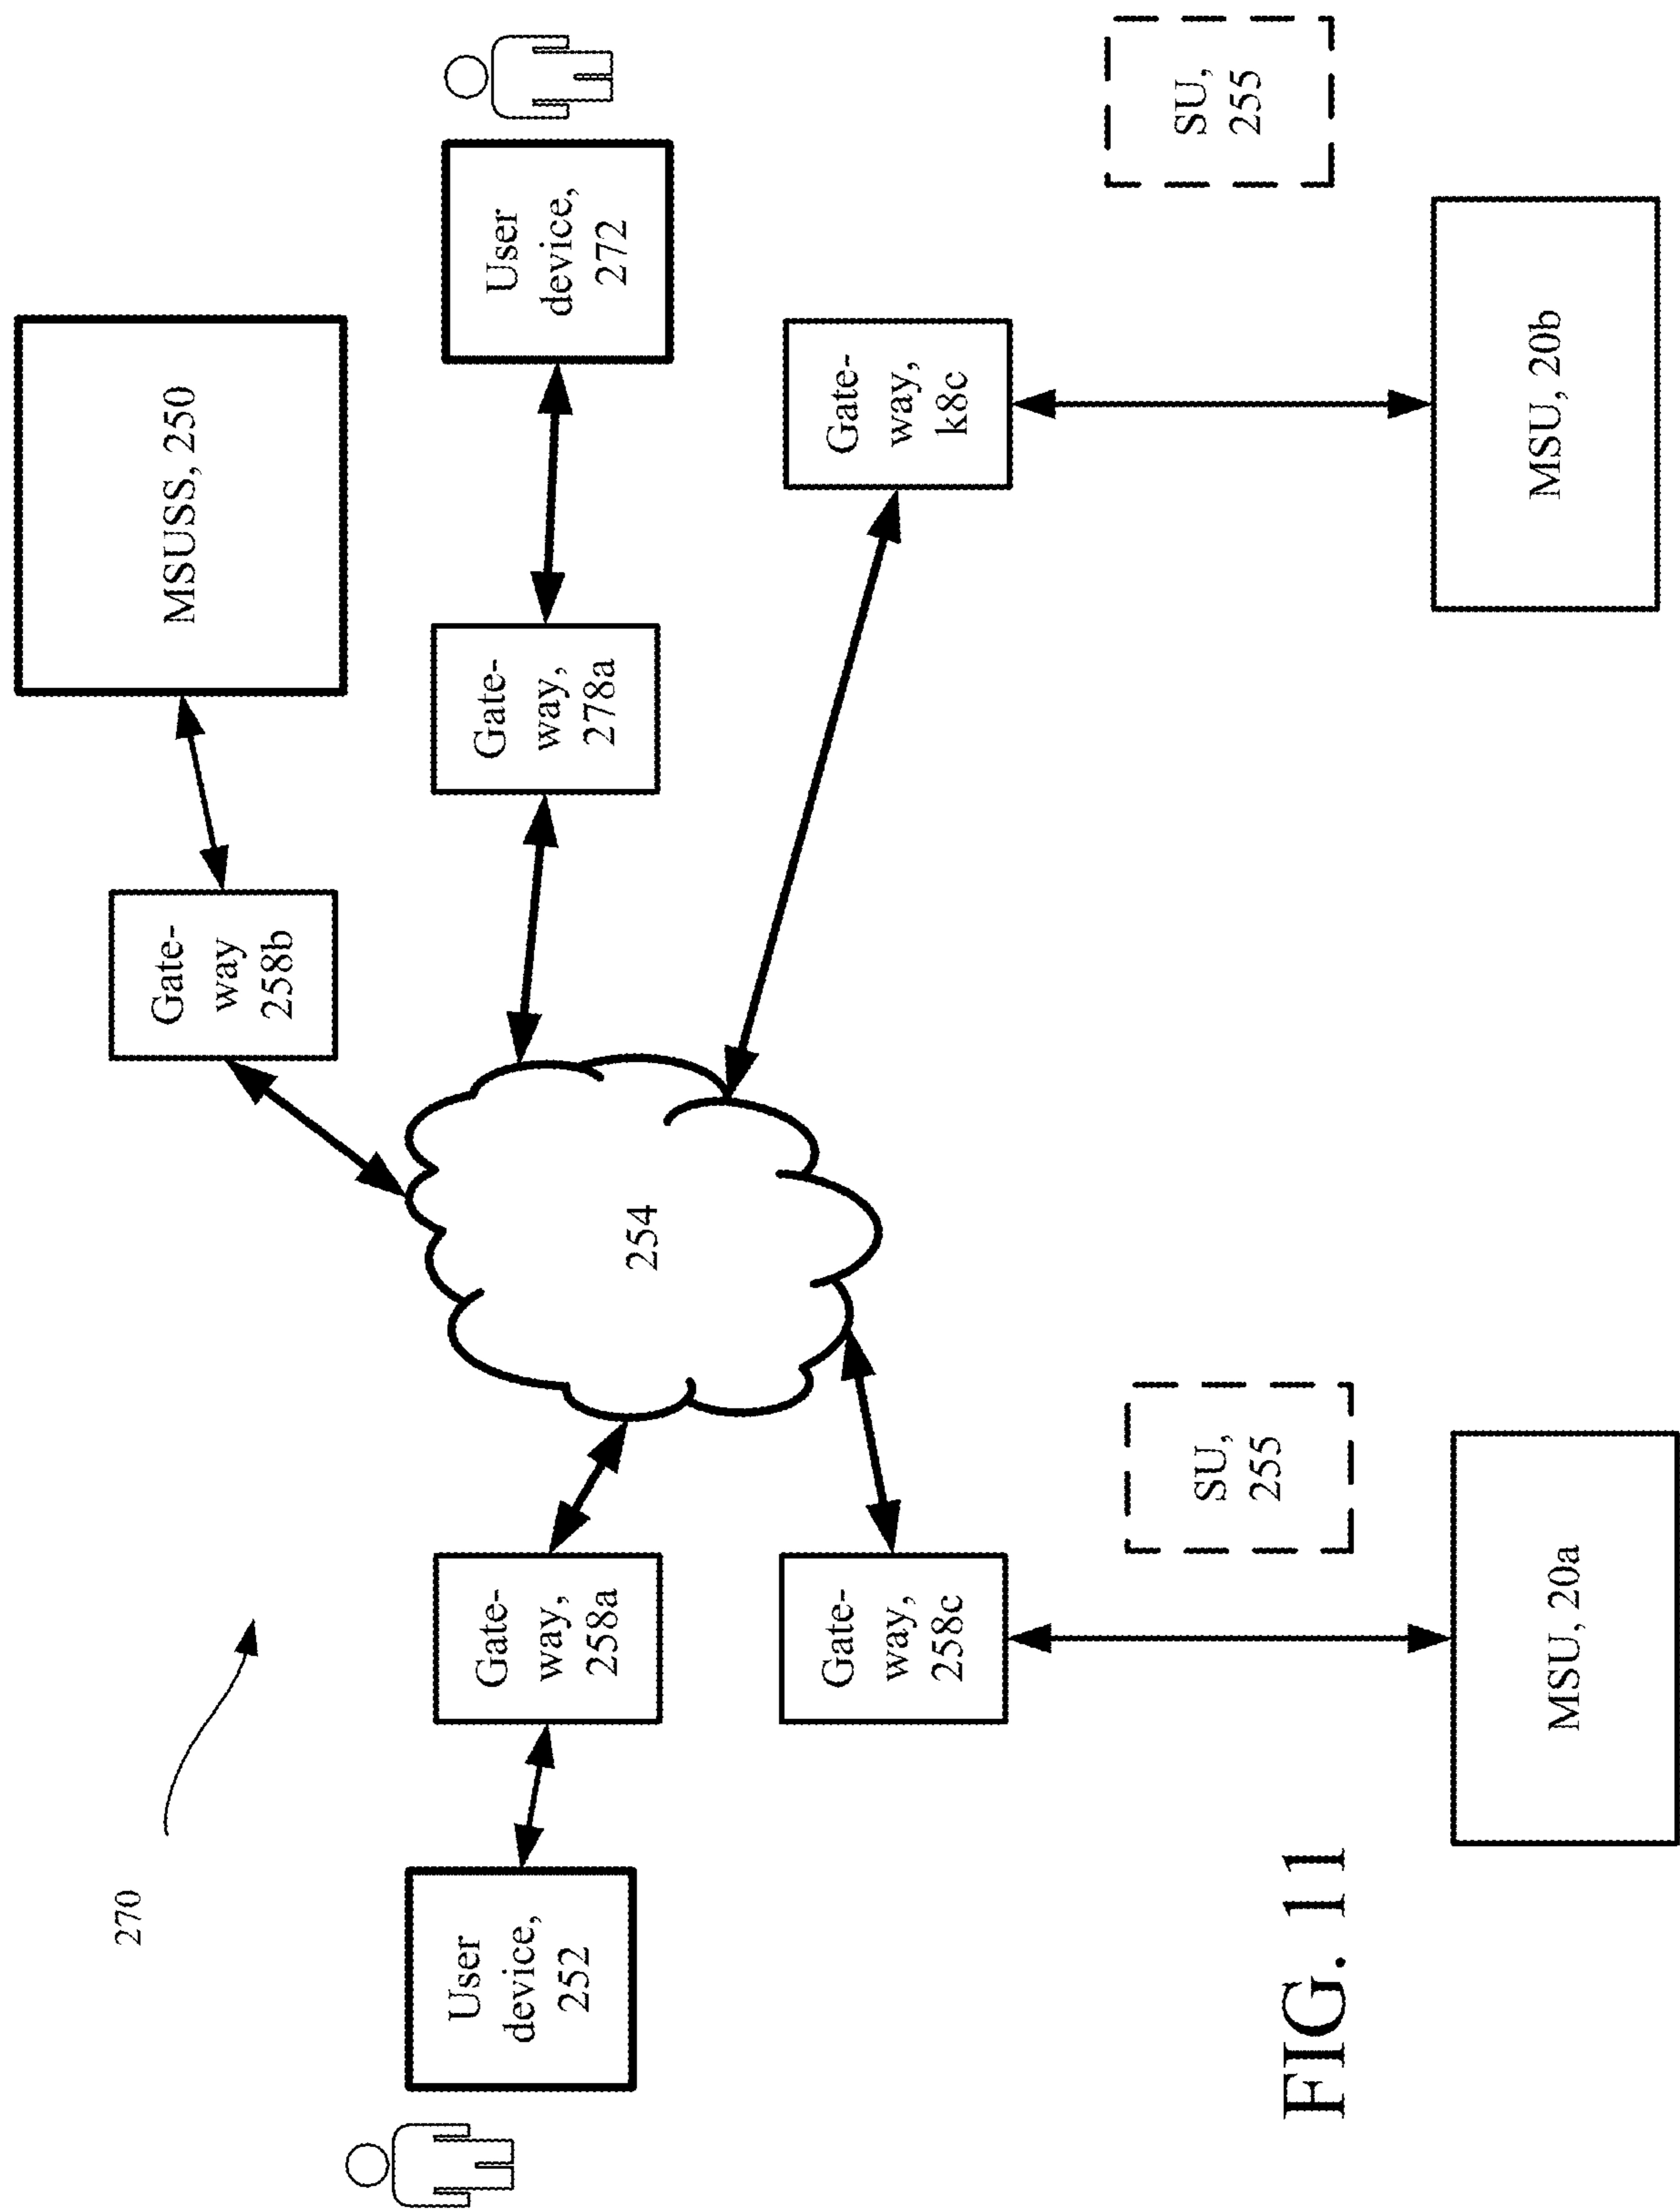 270
MSUSS, 250
Gate-
way
258b
User
device,
252
Gate-
way,
258a
254
Gate-
way,
278a
User
device,
272
Gate-
way,
258c
Gate-
way,
k8c
SU,
255
SU,
255
MSU, 20a
MSU, 20b
FIG. 11